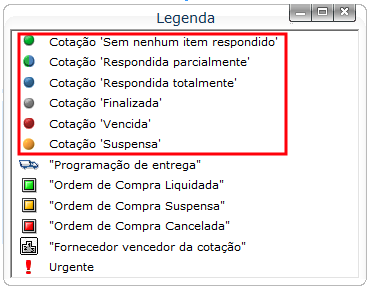 Legenda
Cotação 'Sem nenhum item respondido'
Cotação 'Respondida parcialmente'
Cotação 'Respondida totalmente'
Cotação 'Finalizada'
Cotação 'Vencida'
Cotação 'Suspensa'
"Programação de entrega"
"Ordem de Compra Liquidada"
"Ordem de Compra Suspensa"
"Ordem de Compra Cancelada"
"Fornecedor vencedor da cotação"
Urgente